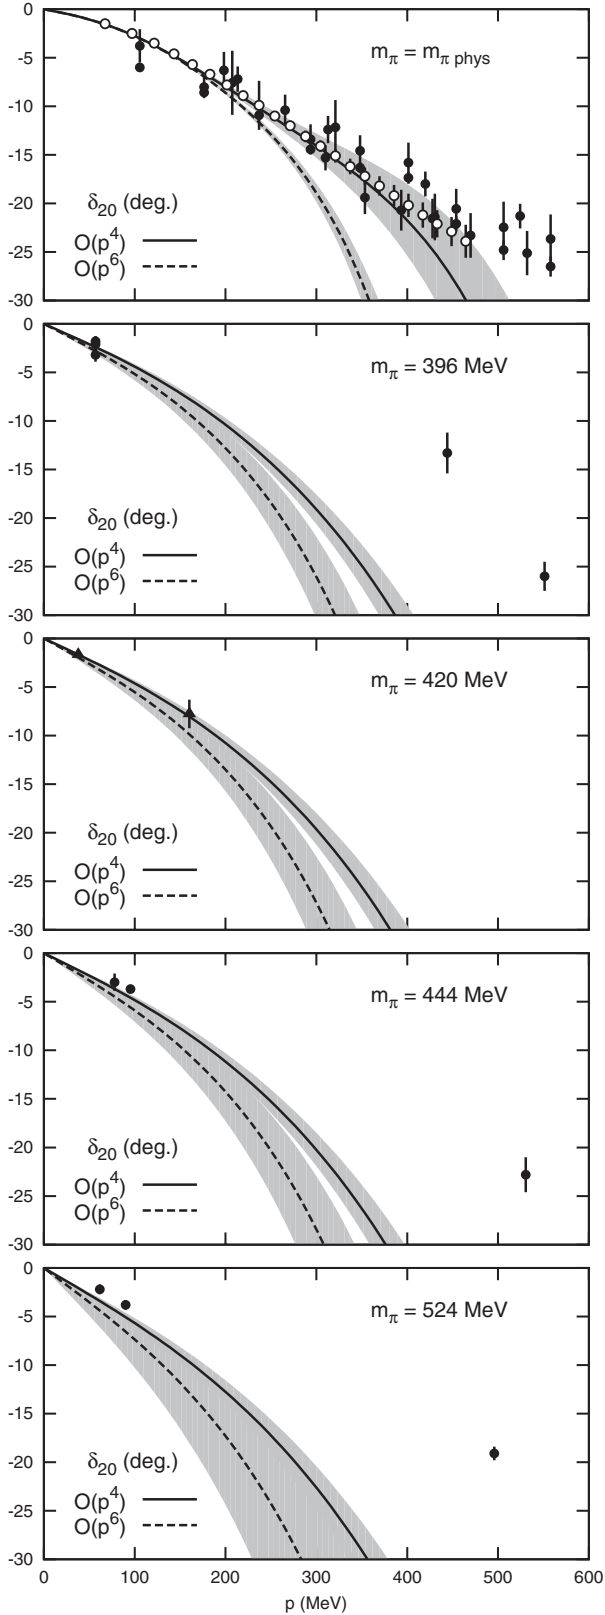 0
-5
-10
-15
-20
-25
-30
m_π = m_π phys
δ_20 (deg.)
O(p^4)
O(p^6)
0
-5
-10
-15
-20
-25
-30
m_π = 396 MeV
δ_20 (deg.)
O(p^4)
O(p^6)
0
-5
-10
-15
-20
-25
-30
m_π = 420 MeV
δ_20 (deg.)
O(p^4)
O(p^6)
0
-5
-10
-15
-20
-25
-30
m_π = 444 MeV
δ_20 (deg.)
O(p^4)
O(p^6)
0
-5
-10
-15
-20
-25
-30
m_π = 524 MeV
δ_20 (deg.)
O(p^4)
O(p^6)
0 100 200 300 400 500 600
p (MeV)